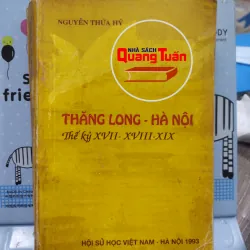 NGUYỄN THỪA HỶ
NHÀ SÁCH
Quang Tuấn
THĂNG LONG - HÀ NỘI
Thế kỷ XVII - XVIII - XIX
HỘI SỬ HỌC VIỆT NAM - HÀ NỘI 1993